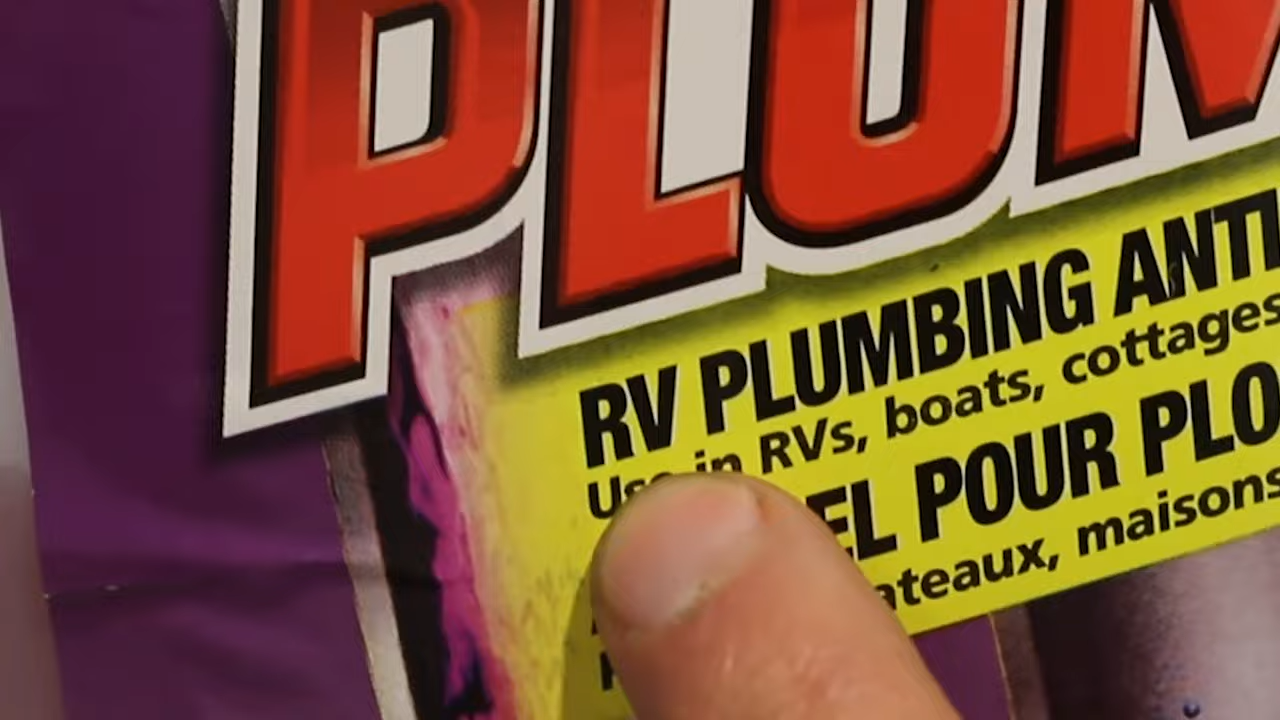 PLUM
RV PLUMBING ANTI
Use in RVs, boats, cottages
EL POUR PLO
ateaux, maisons